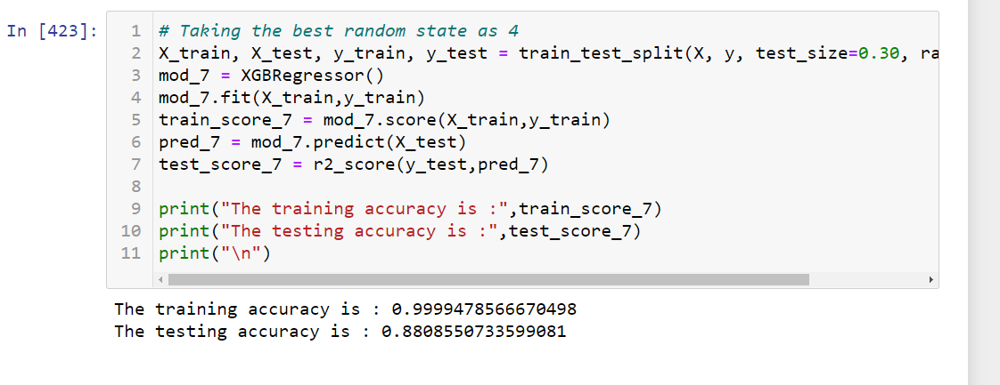 In [423]:
1 # Taking the best random state as 4
2 X_train, X_test, y_train, y_test = train_test_split(X, y, test_size=0.30, ra
3 mod_7 = XGBRegressor()
4 mod_7.fit(X_train,y_train)
5 train_score_7 = mod_7.score(X_train,y_train)
6 pred_7 = mod_7.predict(X_test)
7 test_score_7 = r2_score(y_test,pred_7)
8
9 print("The training accuracy is :",train_score_7)
10 print("The testing accuracy is :",test_score_7)
11 print("\n")
The training accuracy is : 0.9999478566670498
The testing accuracy is : 0.8808550733599081